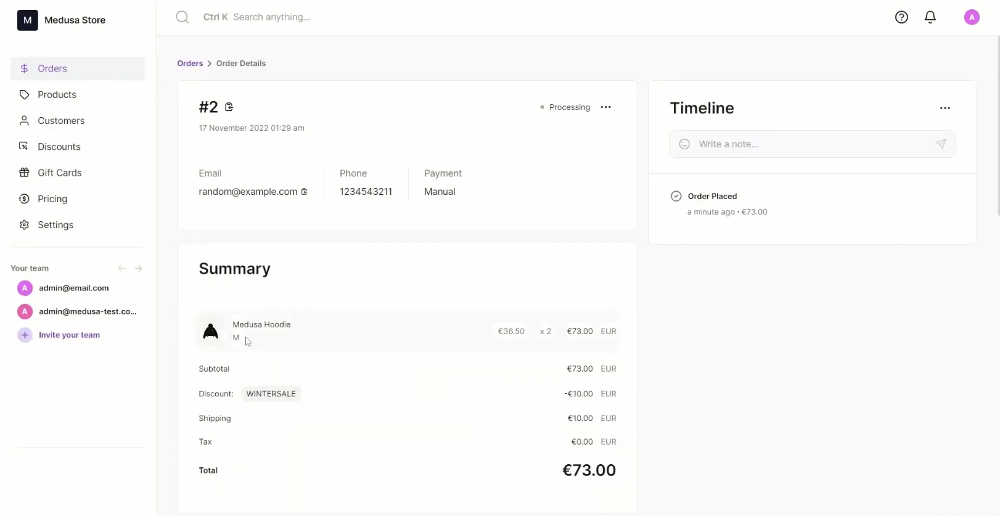 M Medusa Store
Ctrl K Search anything...
A
Orders
Products
Customers
Discounts
Gift Cards
Pricing
Settings
Your team
A admin@email.com
A admin@medusa-test.co...
Invite your team
Orders > Order Details
#2
Processing
17 November 2022 01:29 am
Email
random@example.com
Phone
1234543211
Payment
Manual
Summary
Medusa Hoodie
M
€36.50 x 2 €73.00 EUR
Subtotal €73.00 EUR
Discount: WINTERSALE -€10.00 EUR
Shipping €10.00 EUR
Tax €0.00 EUR
Total €73.00
Timeline
Write a note...
Order Placed
a minute ago • €73.00